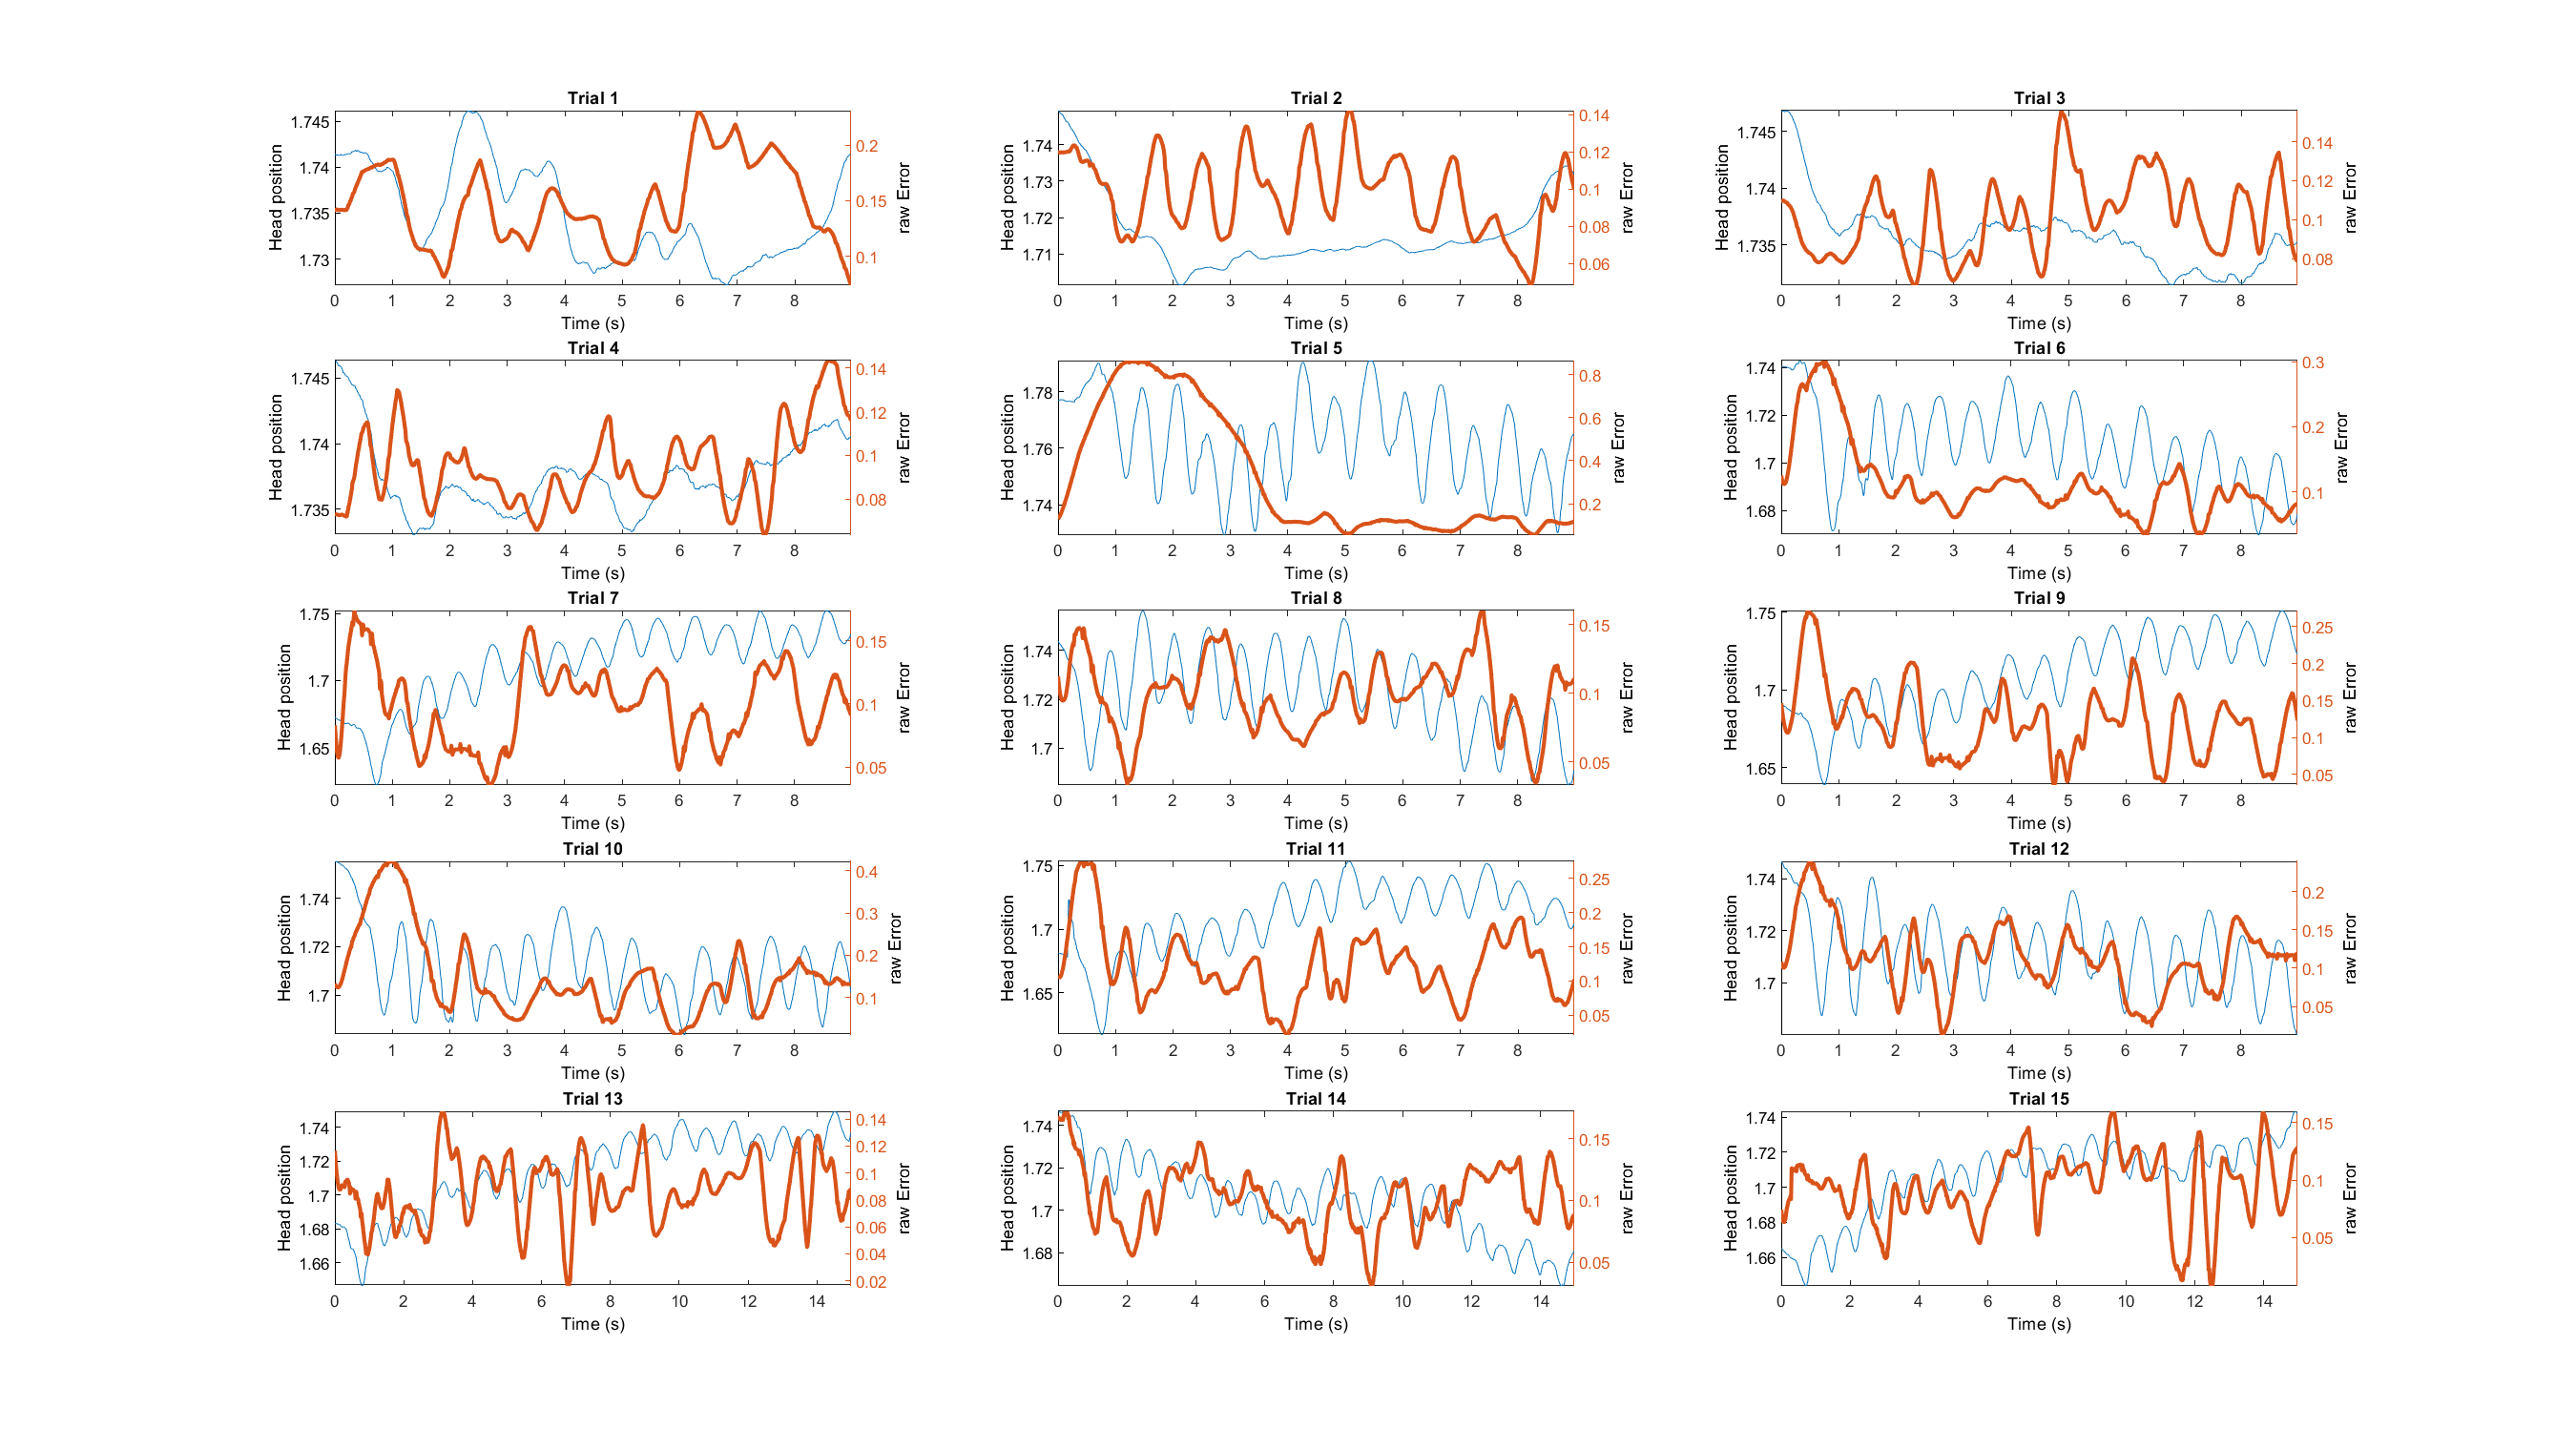 Trial 1
Trial 2
Trial 3
1.745
1.74
1.735
1.73
Head position
0.2
0.15
0.1
raw Error
0 1 2 3 4 5 6 7 8
Time (s)
1.74
1.73
1.72
1.71
Head position
0.14
0.12
0.1
0.08
0.06
raw Error
0 1 2 3 4 5 6 7 8
Time (s)
1.745
1.74
1.735
Head position
0.14
0.12
0.1
0.08
raw Error
0 1 2 3 4 5 6 7 8
Time (s)
Trial 4
Trial 5
Trial 6
1.745
1.74
1.735
Head position
0.14
0.12
0.1
0.08
raw Error
0 1 2 3 4 5 6 7 8
Time (s)
1.78
1.76
1.74
Head position
0.8
0.6
0.4
0.2
raw Error
0 1 2 3 4 5 6 7 8
Time (s)
1.74
1.72
1.7
1.68
Head position
0.3
0.2
0.1
raw Error
0 1 2 3 4 5 6 7 8
Time (s)
Trial 7
Trial 8
Trial 9
1.75
1.7
1.65
Head position
0.15
0.1
0.05
raw Error
0 1 2 3 4 5 6 7 8
Time (s)
1.74
1.72
1.7
Head position
0.15
0.1
0.05
raw Error
0 1 2 3 4 5 6 7 8
Time (s)
1.75
1.7
1.65
Head position
0.25
0.2
0.15
0.1
0.05
raw Error
0 1 2 3 4 5 6 7 8
Time (s)
Trial 10
Trial 11
Trial 12
1.74
1.72
1.7
Head position
0.4
0.3
0.2
0.1
raw Error
0 1 2 3 4 5 6 7 8
Time (s)
1.75
1.7
1.65
Head position
0.25
0.2
0.15
0.1
0.05
raw Error
0 1 2 3 4 5 6 7 8
Time (s)
1.74
1.72
1.7
Head position
0.2
0.15
0.1
0.05
raw Error
0 1 2 3 4 5 6 7 8
Time (s)
Trial 13
Trial 14
Trial 15
1.74
1.72
1.7
1.68
1.66
Head position
0.14
0.12
0.1
0.08
0.06
0.04
0.02
raw Error
0 2 4 6 8 10 12 14
Time (s)
1.74
1.72
1.7
1.68
Head position
0.15
0.1
0.05
raw Error
0 2 4 6 8 10 12 14
Time (s)
1.74
1.72
1.7
1.68
1.66
Head position
0.15
0.1
0.05
raw Error
0 2 4 6 8 10 12 14
Time (s)